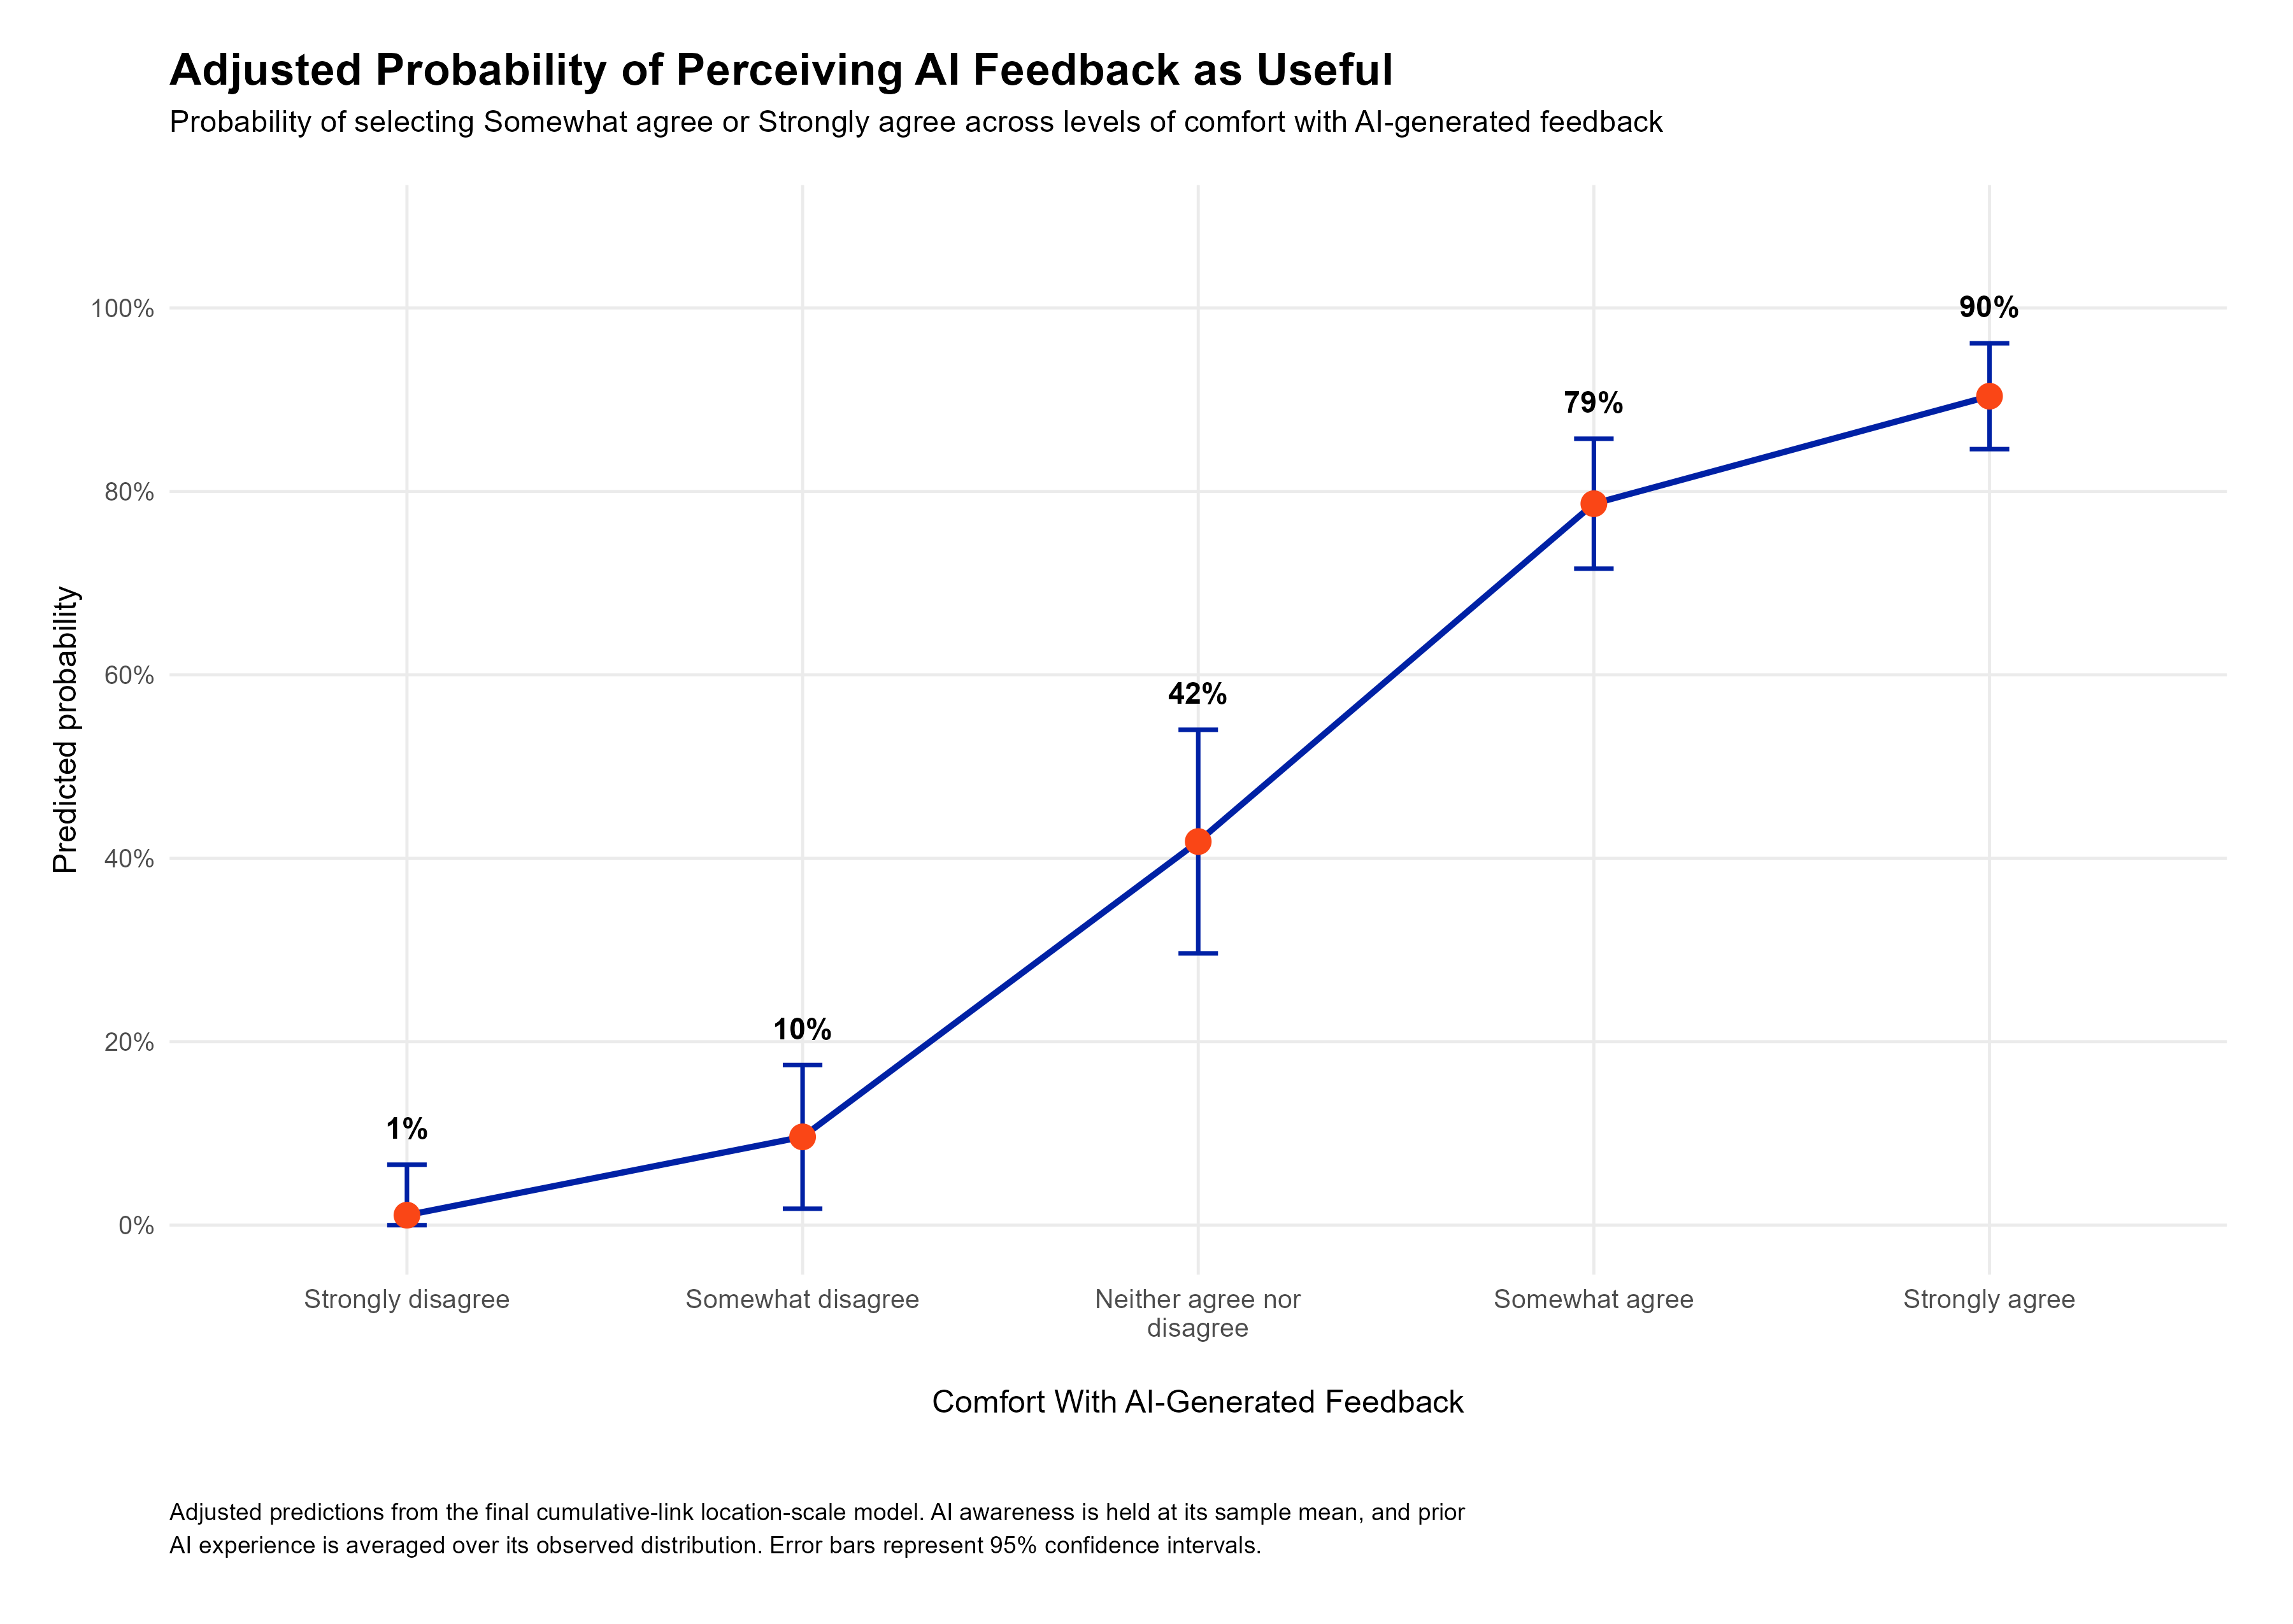 Adjusted Probability of Perceiving AI Feedback as Useful
Probability of selecting Somewhat agree or Strongly agree across levels of comfort with AI-generated feedback
100%
80%
60%
40%
20%
0%
Predicted probability
1%
10%
42%
79%
90%
Strongly disagree
Somewhat disagree
Neither agree nor
disagree
Somewhat agree
Strongly agree
Comfort With AI-Generated Feedback
Adjusted predictions from the final cumulative-link location-scale model. AI awareness is held at its sample mean, and prior
AI experience is averaged over its observed distribution. Error bars represent 95% confidence intervals.